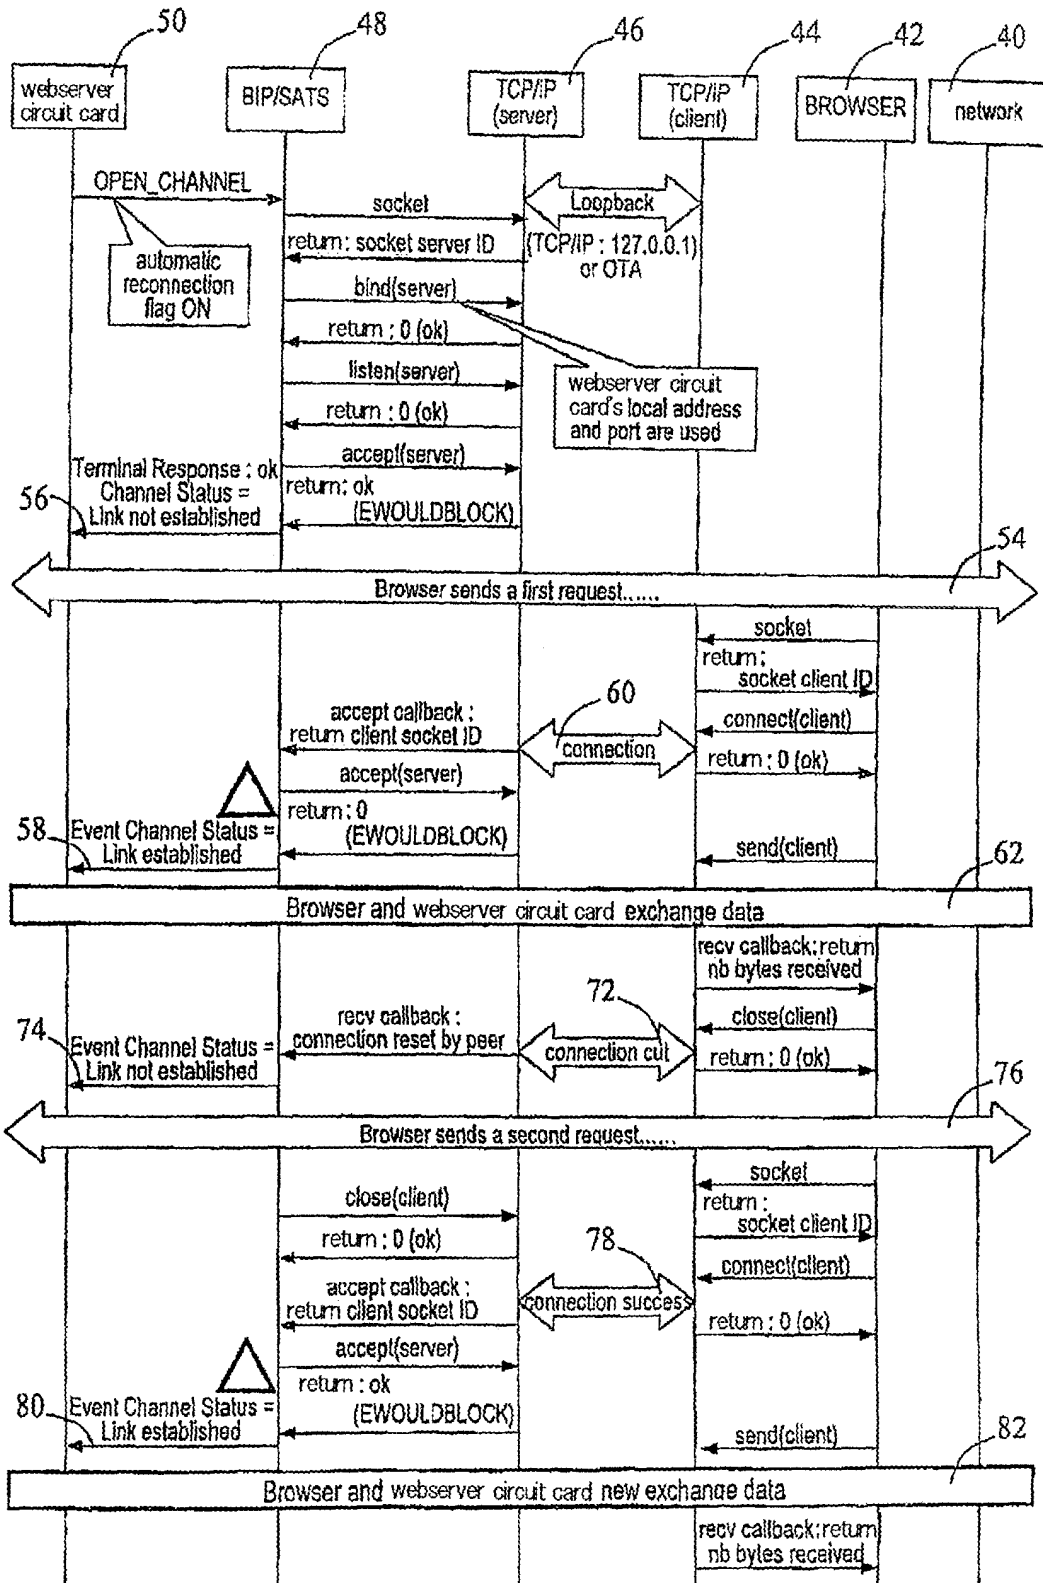 50
48
46
44
42
40
webserver
circuit card
BIP/SATS
TCP/IP
(server)
TCP/IP
(client)
BROWSER
network
OPEN_CHANNEL
socket
Loopback
return: socket server ID
(TCP/IP : 127.0.0.1)
or OTA
automatic
reconnection
flag ON
bind(server)
return : 0 (ok)
listen(server)
webserver circuit
card's local address
and port are used
return : 0 (ok)
accept(server)
Terminal Response : ok
Channel Status =
Link not established
return: ok
(EWOULDBLOCK)
56
54
Browser sends a first request......
socket
return :
socket client ID
60
accept callback :
return client socket ID
connection
connect(client)
return : 0 (ok)
accept(server)
return : 0
(EWOULDBLOCK)
58
Event Channel Status =
Link established
send(client)
62
Browser and webserver circuit card exchange data
recv callback: return
nb bytes received
72
74
recv callback :
connection reset by peer
connection cut
close(client)
return : 0 (ok)
Event Channel Status =
Link not established
76
Browser sends a second request......
socket
return :
socket client ID
close(client)
return : 0 (ok)
78
connect(client)
accept callback :
return client socket ID
connection success
return : 0 (ok)
accept(server)
return : ok
(EWOULDBLOCK)
80
Event Channel Status =
Link established
send(client)
82
Browser and webserver circuit card new exchange data
recv callback: return
nb bytes received